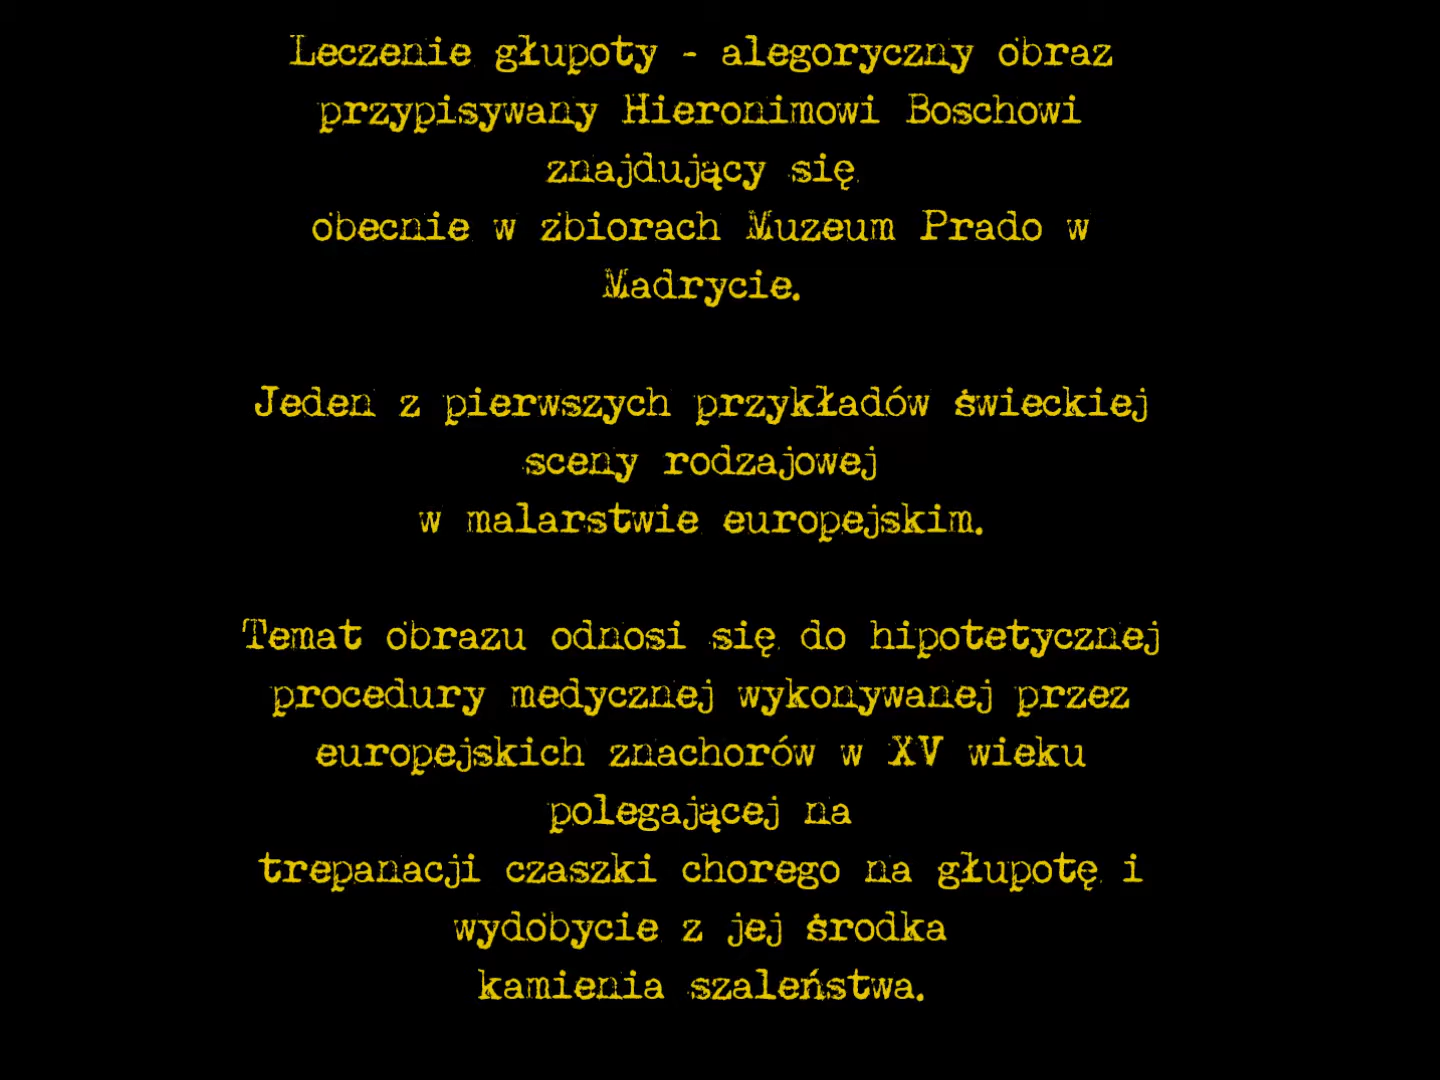 Leczenie głupoty - alegoryczny obraz
przypisywany Hieronimowi Boschowi
znajdujący się
obecnie w zbiorach Muzeum Prado w
Madrycie.
Jeden z pierwszych przykładów świeckiej
sceny rodzajowej
w malarstwie europejskim.
Temat obrazu odnosi się do hipotetycznej
procedury medycznej wykonywanej przez
europejskich znachorów w XV wieku
polegającej na
trepanacji czaszki chorego na głupotę i
wydobycie z jej środka
kamienia szaleństwa.